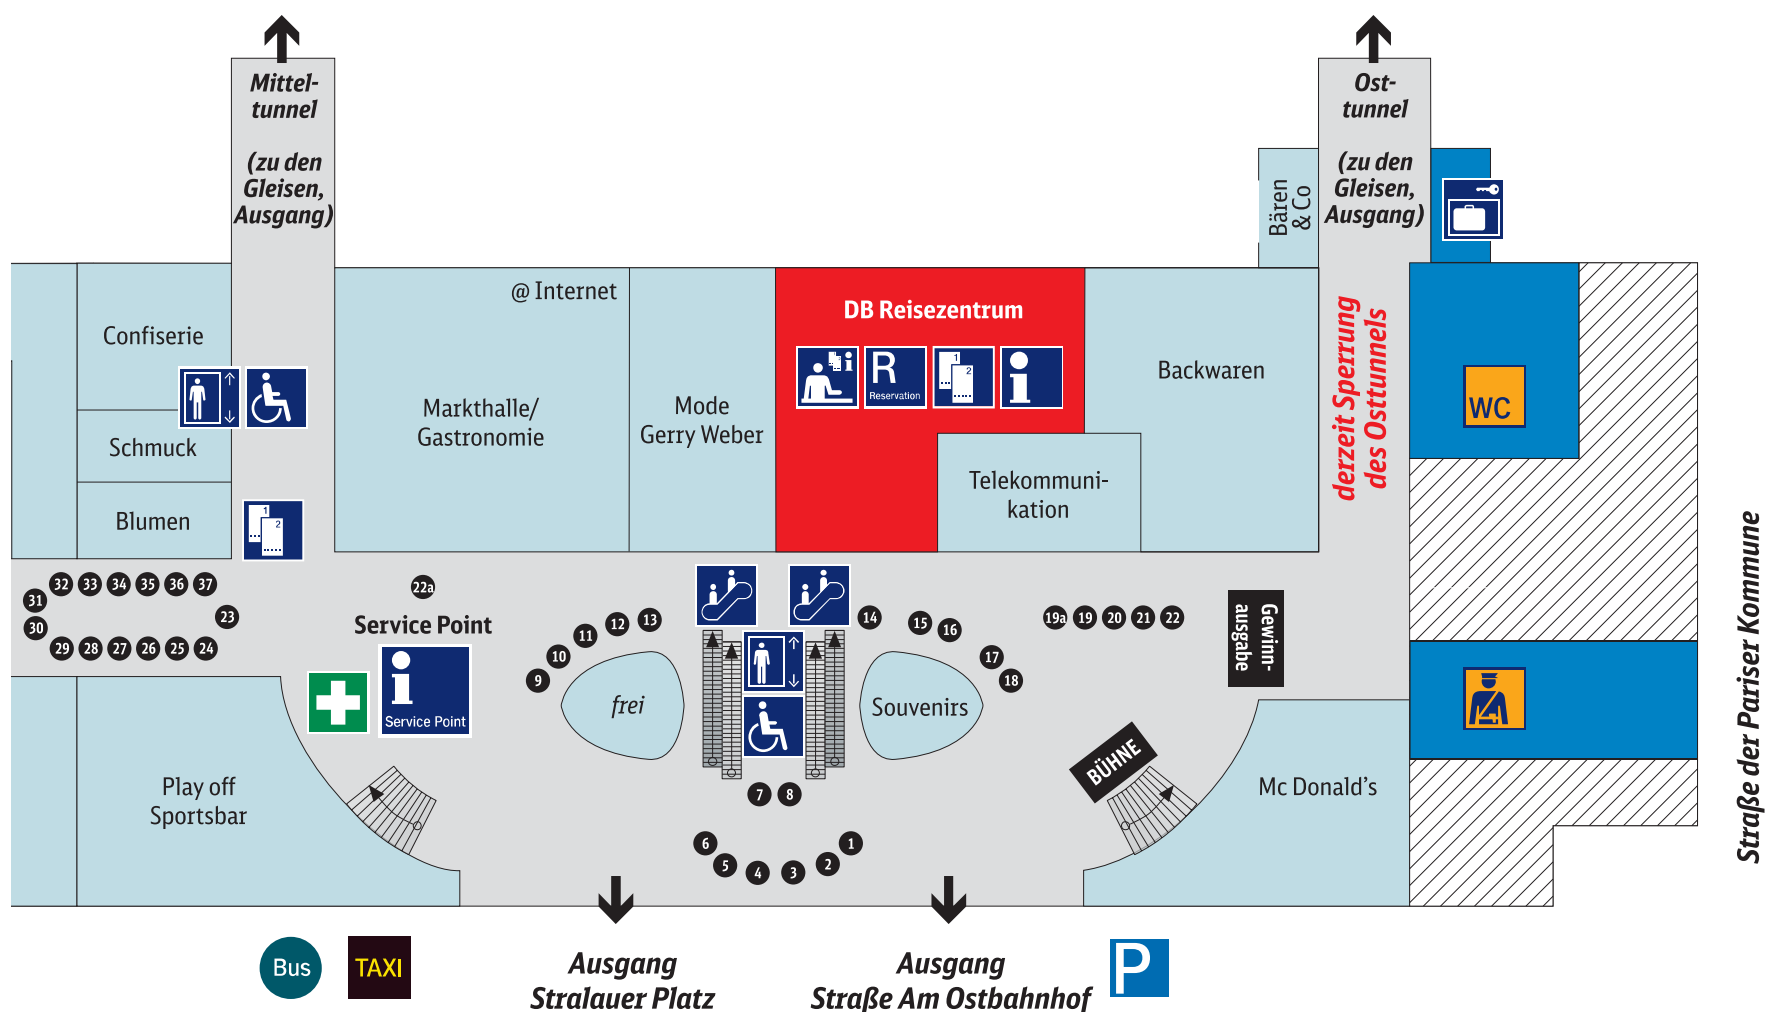 Mittel-
tunnel
(zu den
Gleisen,
Ausgang)
Ost-
tunnel
(zu den
Gleisen,
Ausgang)
Bären
& Co
@ Internet
DB Reisezentrum
Confiserie
R
Reservation
1
2
Backwaren
derzeit Sperrung
des Osttunnels
WC
Markthalle/
Gastronomie
Mode
Gerry Weber
Schmuck
Telekommuni-
kation
Blumen
1
2
Straße der Pariser Kommune
32 33 34 35 36 37
31
30
23
29 28 27 26 25 24
22a
Service Point
Service Point
9 10 11 12 13
14 15 16 17 18
19a 19 20 21 22
Gewinn-
ausgabe
frei
Souvenirs
BÜHNE
Play off
Sportsbar
Mc Donald's
7 8
6 5 4 3 2 1
Bus
TAXI
Ausgang
Stralauer Platz
Ausgang
Straße Am Ostbahnhof
P